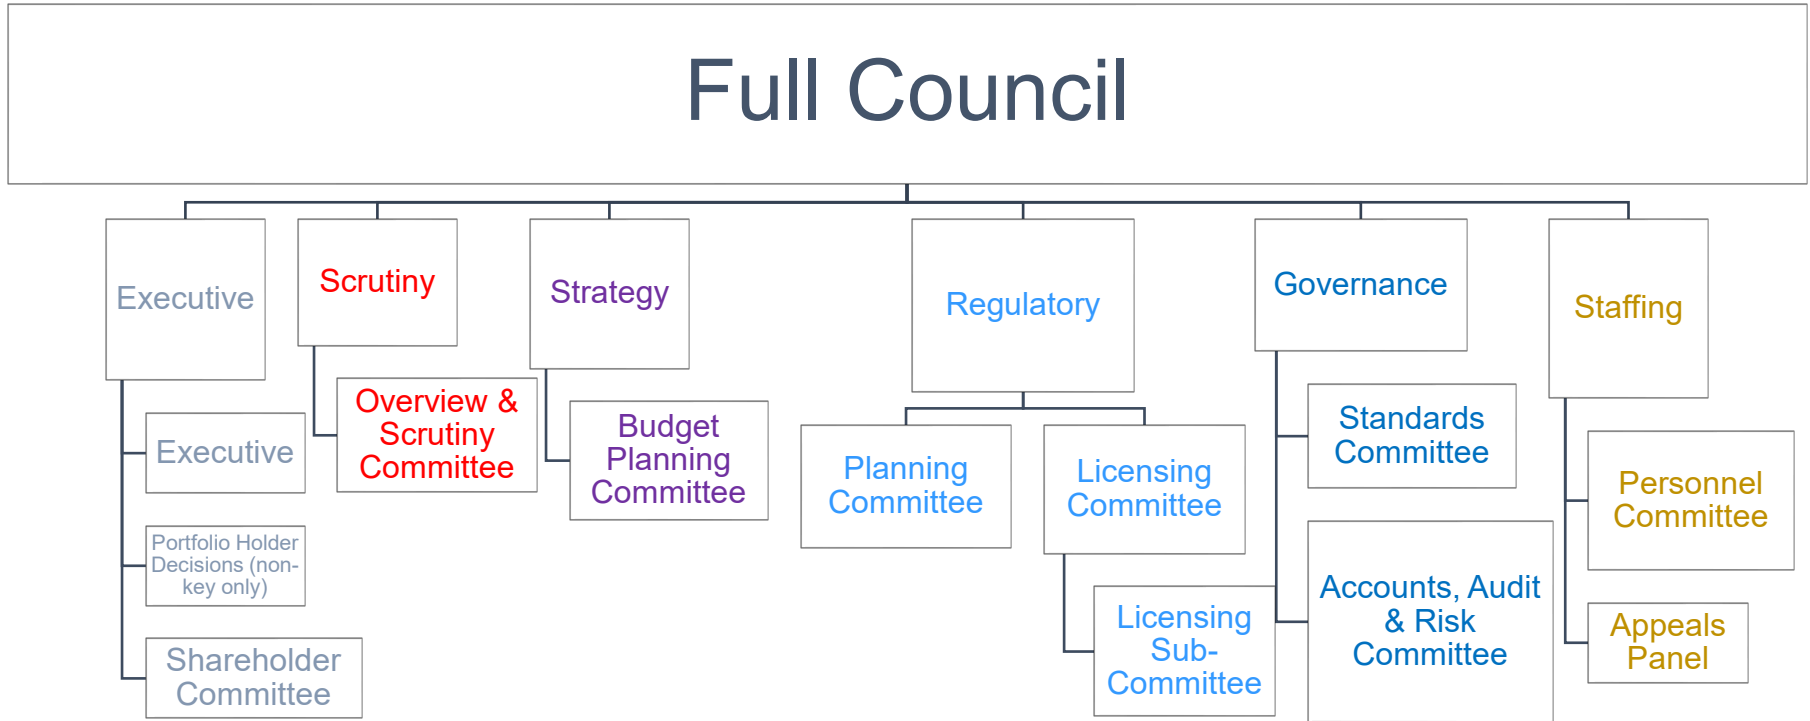 Full Council
Executive
Scrutiny
Strategy
Regulatory
Governance
Staffing
Executive
Portfolio Holder
Decisions (non-
key only)
Shareholder
Committee
Overview &
Scrutiny
Committee
Budget
Planning
Committee
Planning
Committee
Licensing
Committee
Licensing
Sub-
Committee
Standards
Committee
Accounts, Audit
& Risk
Committee
Personnel
Committee
Appeals
Panel